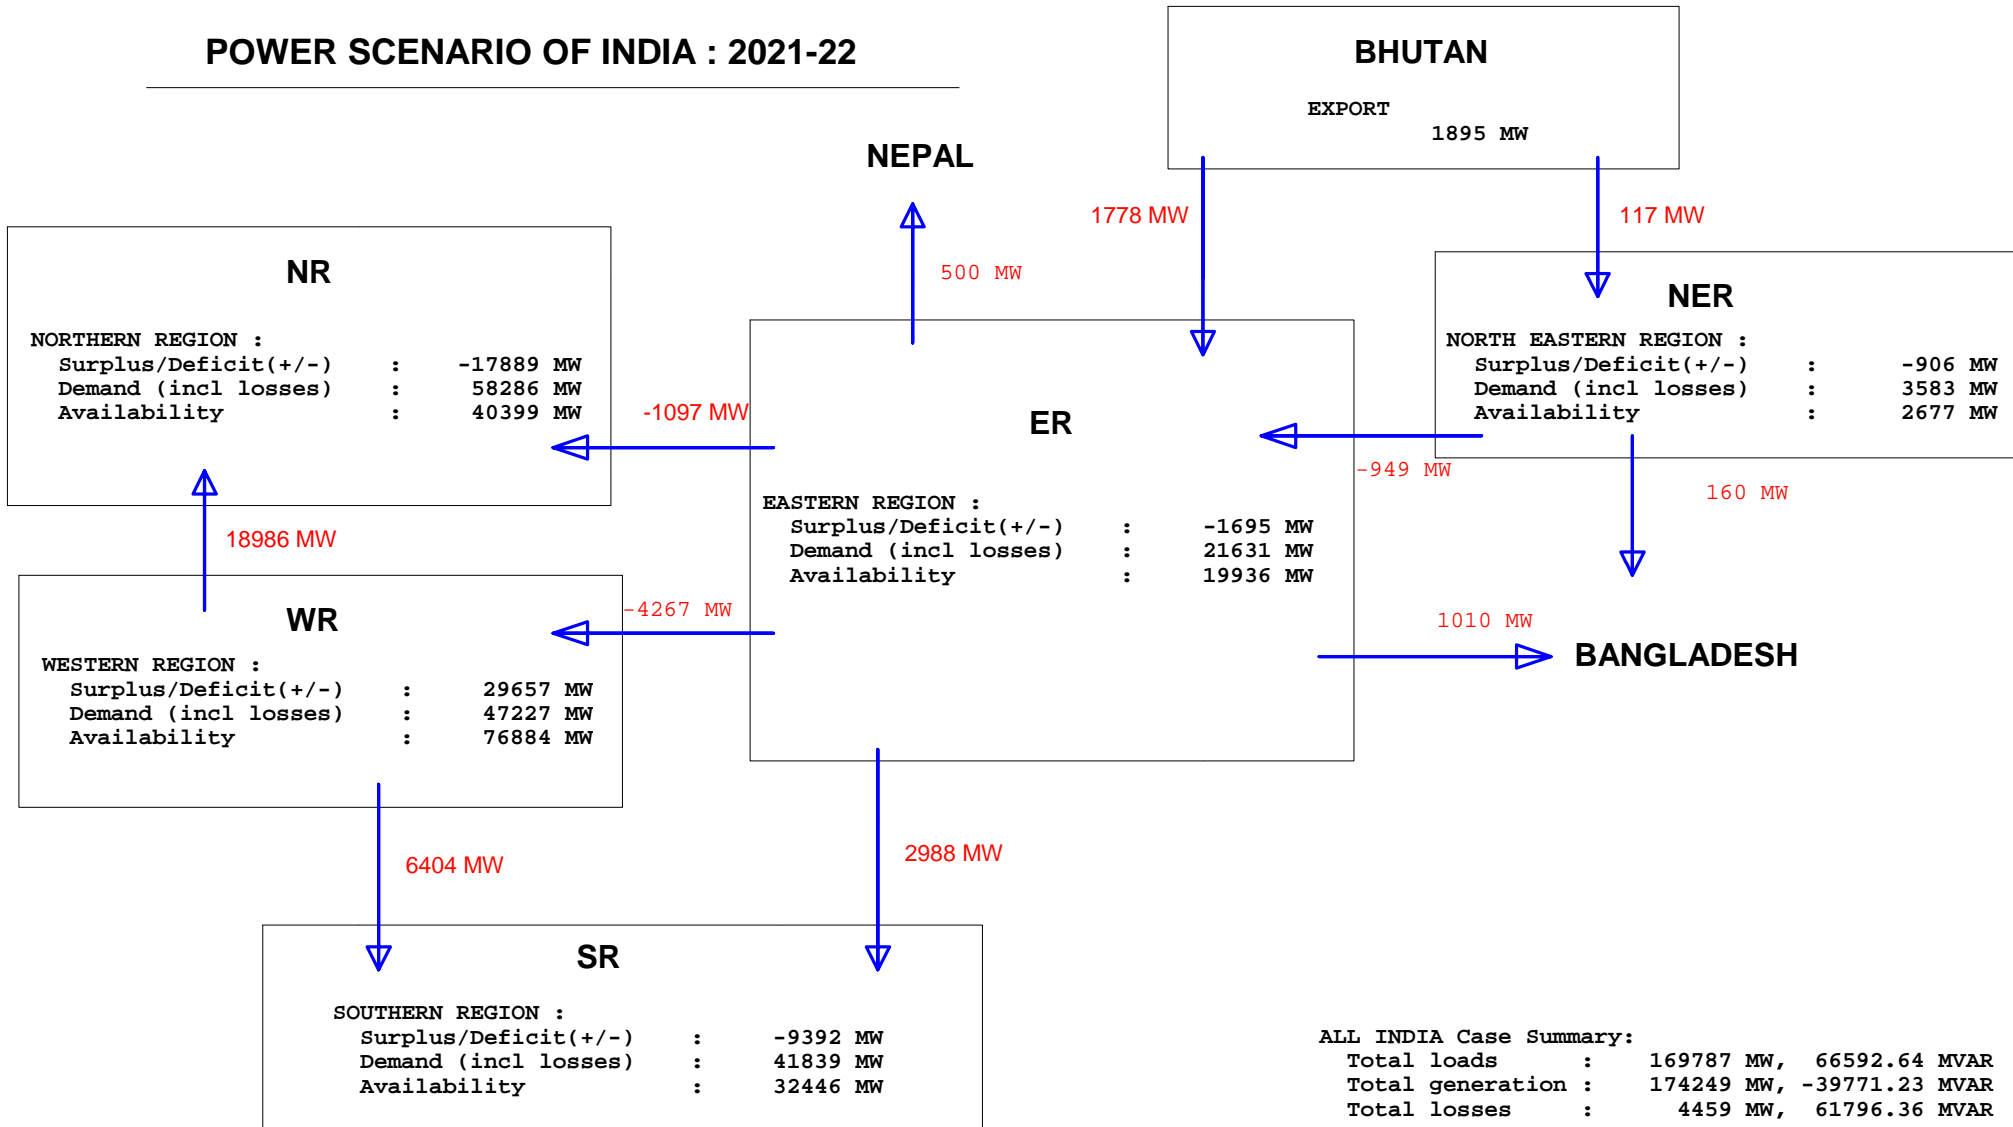 POWER SCENARIO OF INDIA : 2021-22
BHUTAN
EXPORT
1895 MW
NEPAL
1778 MW
117 MW
500 MW
NR
NORTHERN REGION :
Surplus/Deficit(+/-) : -17889 MW
Demand (incl losses) : 58286 MW
Availability : 40399 MW
NER
NORTH EASTERN REGION :
Surplus/Deficit(+/-) : -906 MW
Demand (incl losses) : 3583 MW
Availability : 2677 MW
-1097 MW
ER
EASTERN REGION :
Surplus/Deficit(+/-) : -1695 MW
Demand (incl losses) : 21631 MW
Availability : 19936 MW
-949 MW
160 MW
18986 MW
WR
WESTERN REGION :
Surplus/Deficit(+/-) : 29657 MW
Demand (incl losses) : 47227 MW
Availability : 76884 MW
-4267 MW
1010 MW
BANGLADESH
6404 MW
2988 MW
SR
SOUTHERN REGION :
Surplus/Deficit(+/-) : -9392 MW
Demand (incl losses) : 41839 MW
Availability : 32446 MW
ALL INDIA Case Summary:
Total loads : 169787 MW, 66592.64 MVAR
Total generation : 174249 MW, -39771.23 MVAR
Total losses : 4459 MW, 61796.36 MVAR